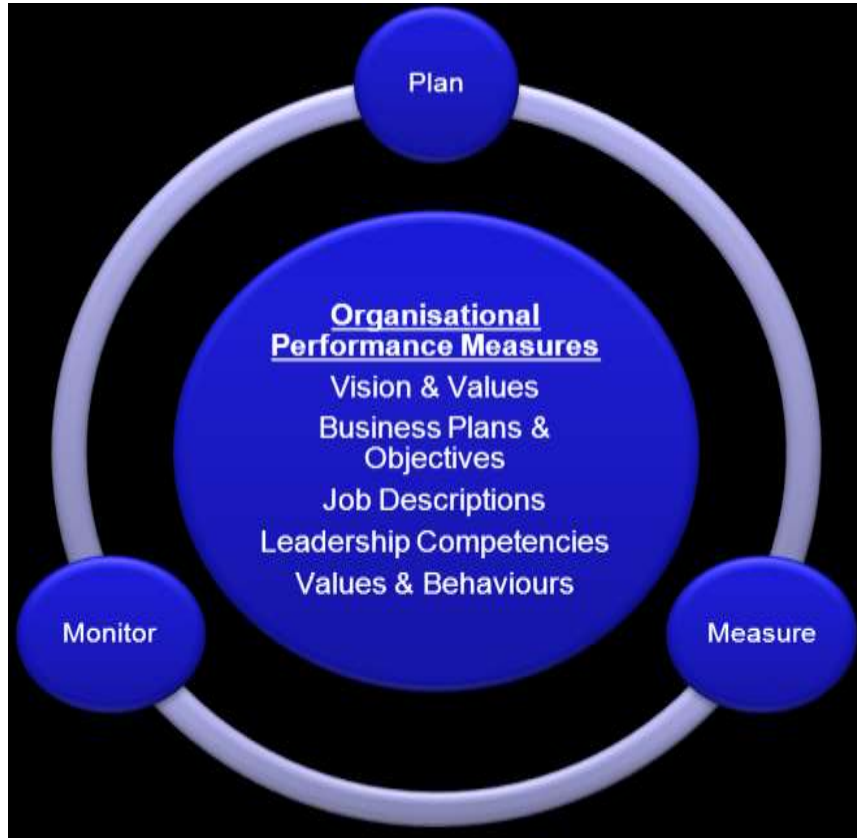 Plan
Organisational
Performance Measures
Vision & Values
Business Plans &
Objectives
Job Descriptions
Leadership Competencies
Values & Behaviours
Monitor
Measure